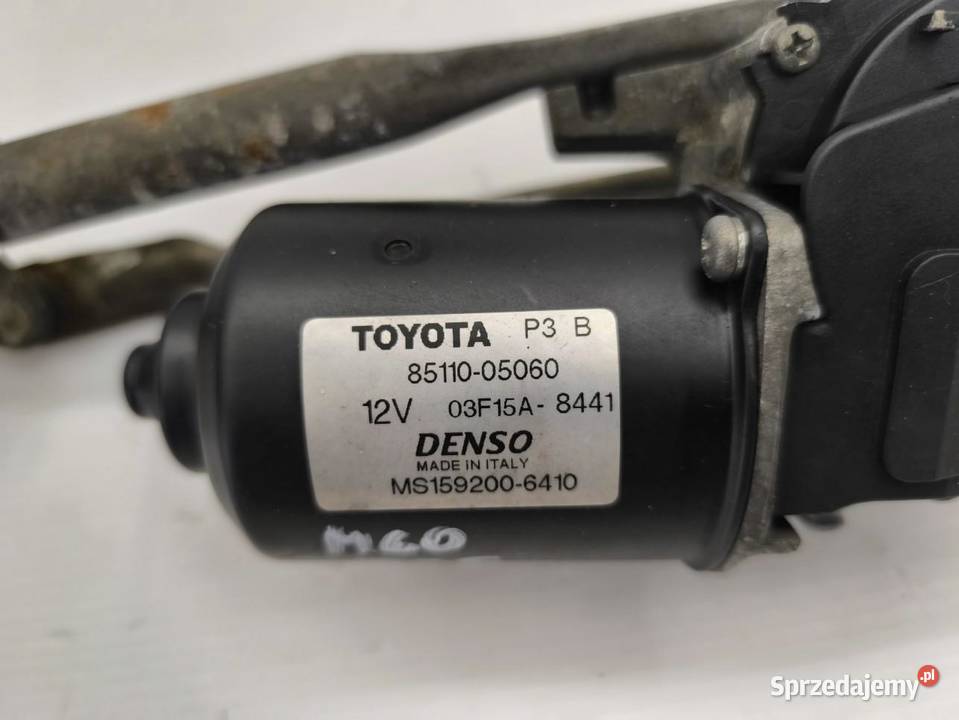 TOYOTA P3 B
85110-05060
12V 03F15A- 8441
DENSO
MADE IN ITALY
MS159200-6410
Sprzedajemy.pl